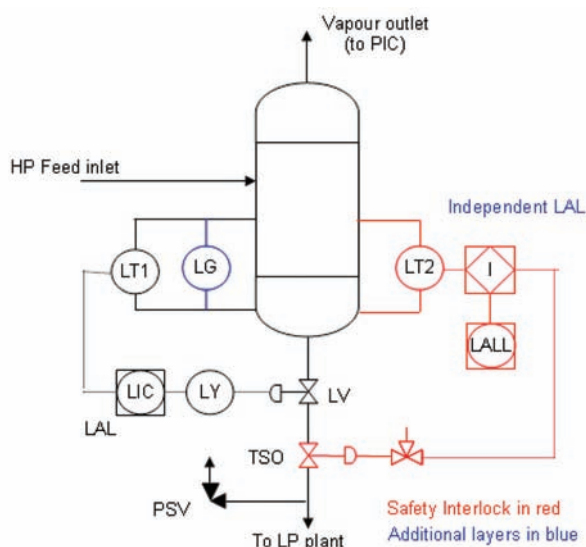 Vapour outlet
(to PIC)
HP Feed inlet
Independent LAL
LT1
LG
LT2
I
LALL
LIC
LY
LV
LAL
TSO
PSV
Safety Interlock in red
To LP plant
Additional layers in blue